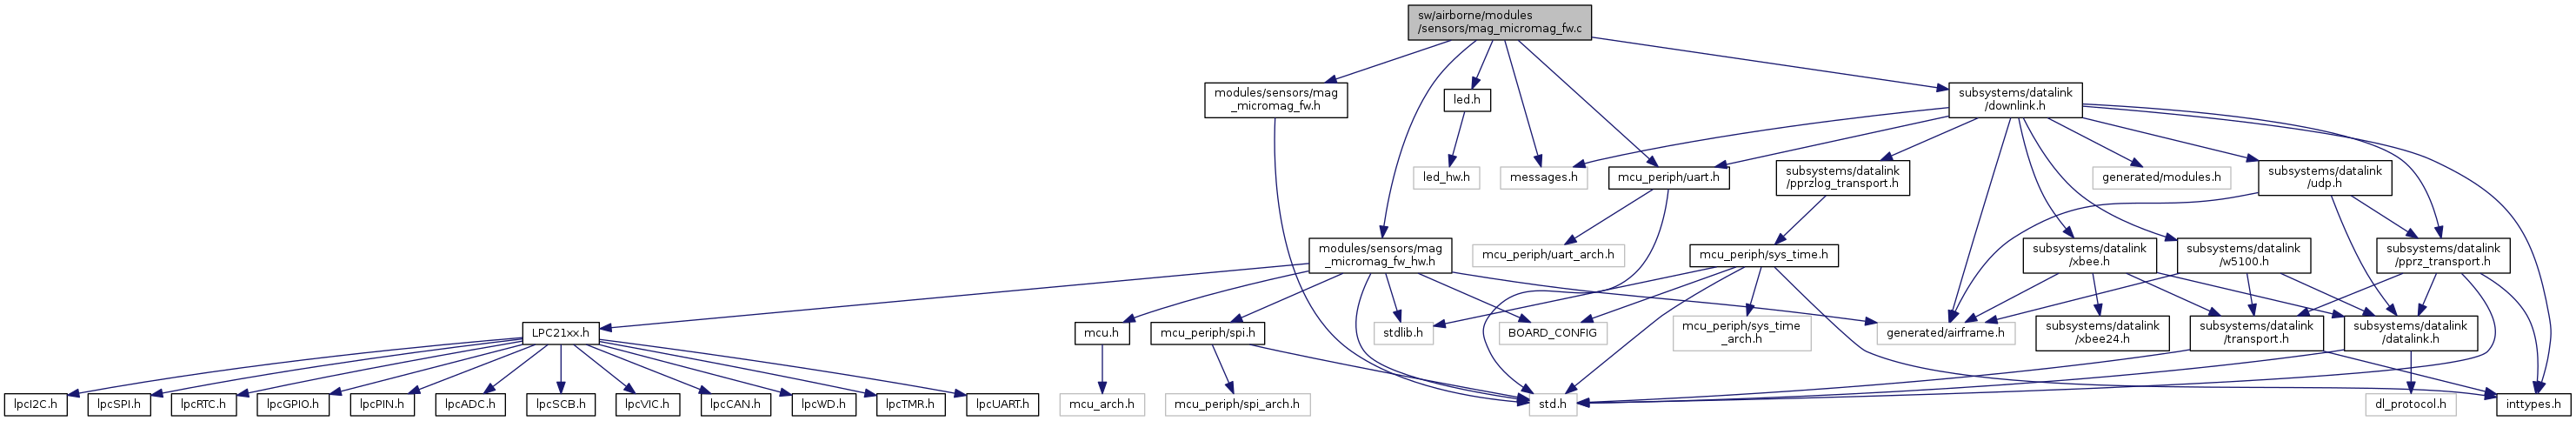 sw/airborne/modules
/sensors/mag_micromag_fw.c
modules/sensors/mag
_micromag_fw.h
led.h
subsystems/datalink
/downlink.h
led_hw.h
messages.h
mcu_periph/uart.h
subsystems/datalink
/pprzlog_transport.h
generated/modules.h
subsystems/datalink
/udp.h
modules/sensors/mag
_micromag_fw_hw.h
mcu_periph/uart_arch.h
mcu_periph/sys_time.h
subsystems/datalink
/xbee.h
subsystems/datalink
/w5100.h
subsystems/datalink
/pprz_transport.h
LPC21xx.h
mcu.h
mcu_periph/spi.h
stdlib.h
BOARD_CONFIG
mcu_periph/sys_time
_arch.h
generated/airframe.h
subsystems/datalink
/xbee24.h
subsystems/datalink
/transport.h
subsystems/datalink
/datalink.h
lpcI2C.h
lpcSPI.h
lpcRTC.h
lpcGPIO.h
lpcPIN.h
lpcADC.h
lpcSCB.h
lpcVIC.h
lpcCAN.h
lpcWD.h
lpcTMR.h
lpcUART.h
mcu_arch.h
mcu_periph/spi_arch.h
std.h
dl_protocol.h
inttypes.h